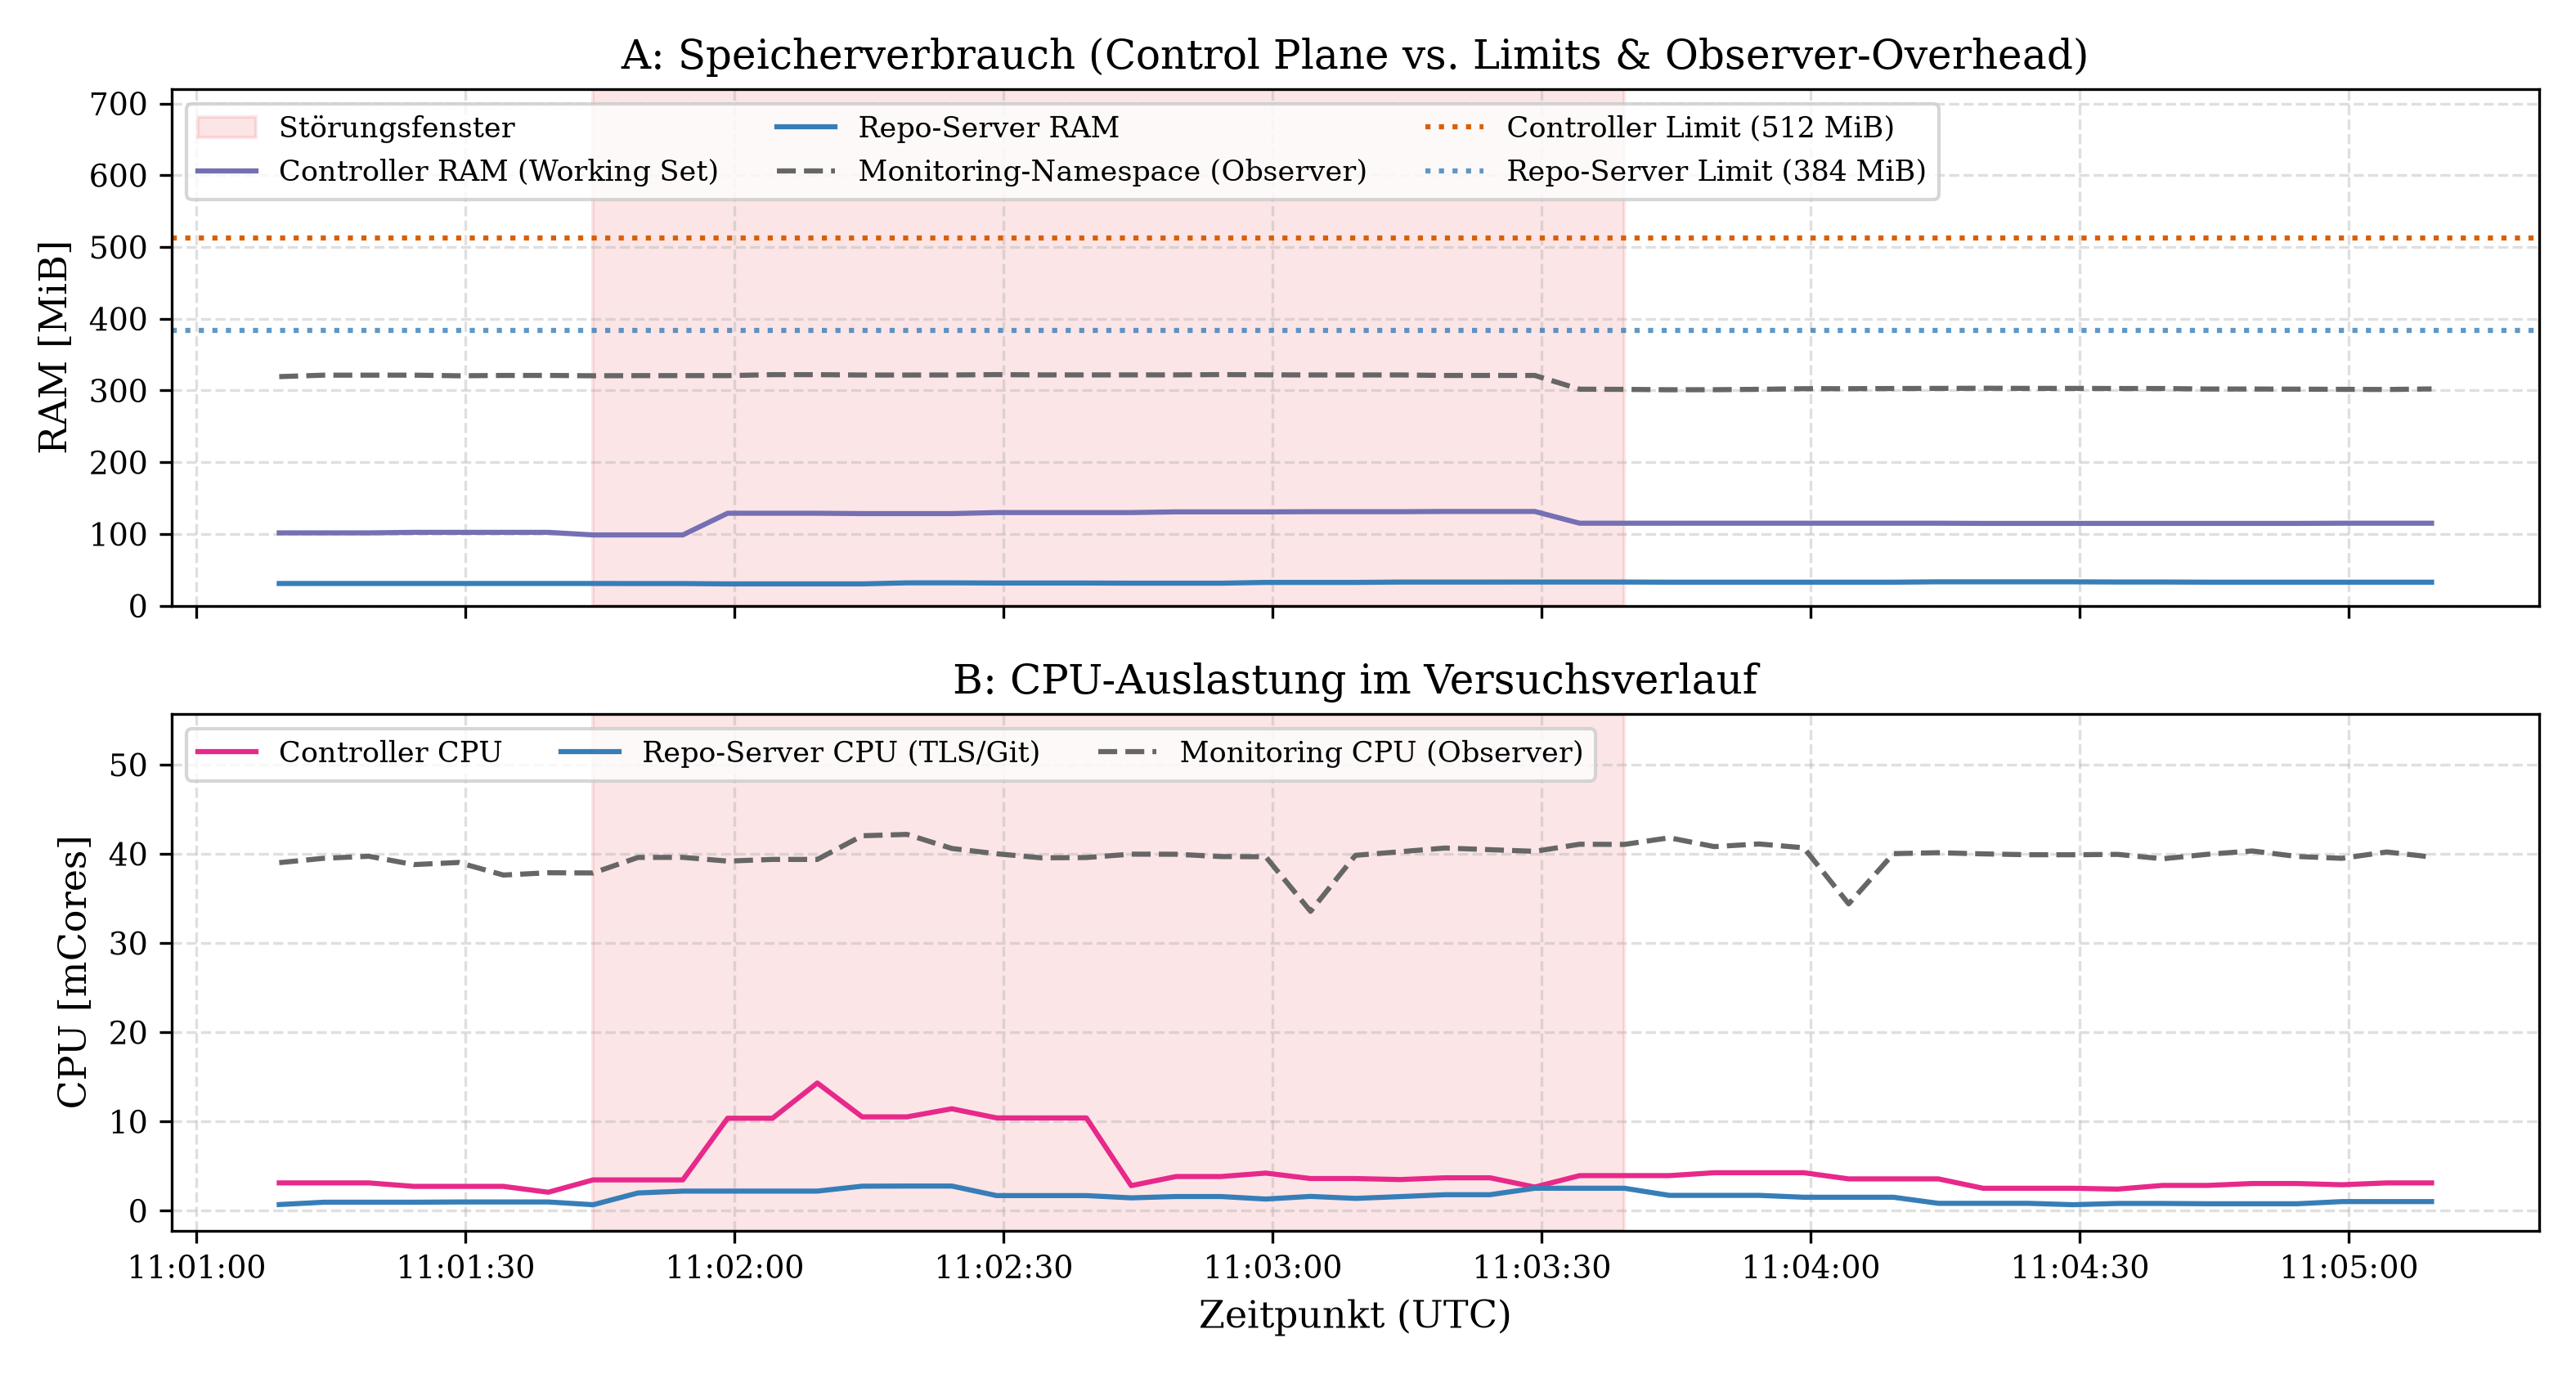 A: Speicherverbrauch (Control Plane vs. Limits & Observer-Overhead)
700
600
500
400
300
200
100
0
RAM [MiB]
Störungsfenster
Controller RAM (Working Set)
Repo-Server RAM
Monitoring-Namespace (Observer)
Controller Limit (512 MiB)
Repo-Server Limit (384 MiB)
B: CPU-Auslastung im Versuchsverlauf
50
40
30
20
10
0
CPU [mCores]
Controller CPU
Repo-Server CPU (TLS/Git)
Monitoring CPU (Observer)
11:01:00
11:01:30
11:02:00
11:02:30
11:03:00
11:03:30
11:04:00
11:04:30
11:05:00
Zeitpunkt (UTC)